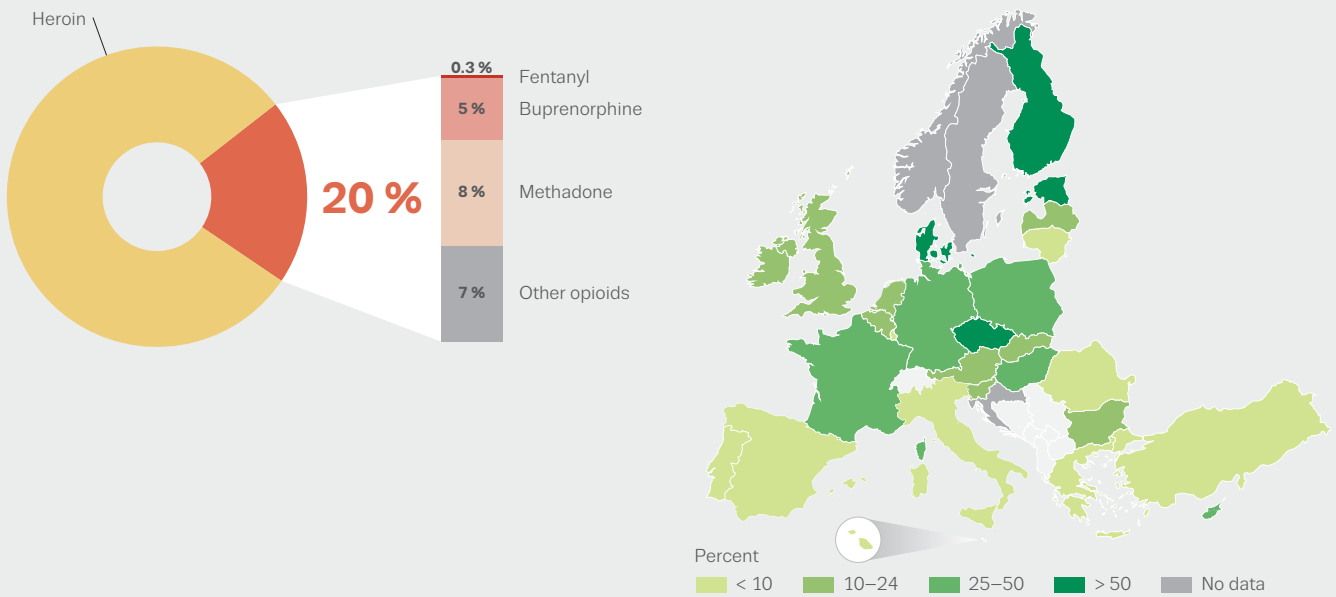 Heroin
20 %
0.3 %
Fentanyl
5 %
Buprenorphine
8 %
Methadone
7 %
Other opioids
Percent
< 10
10–24
25–50
> 50
No data